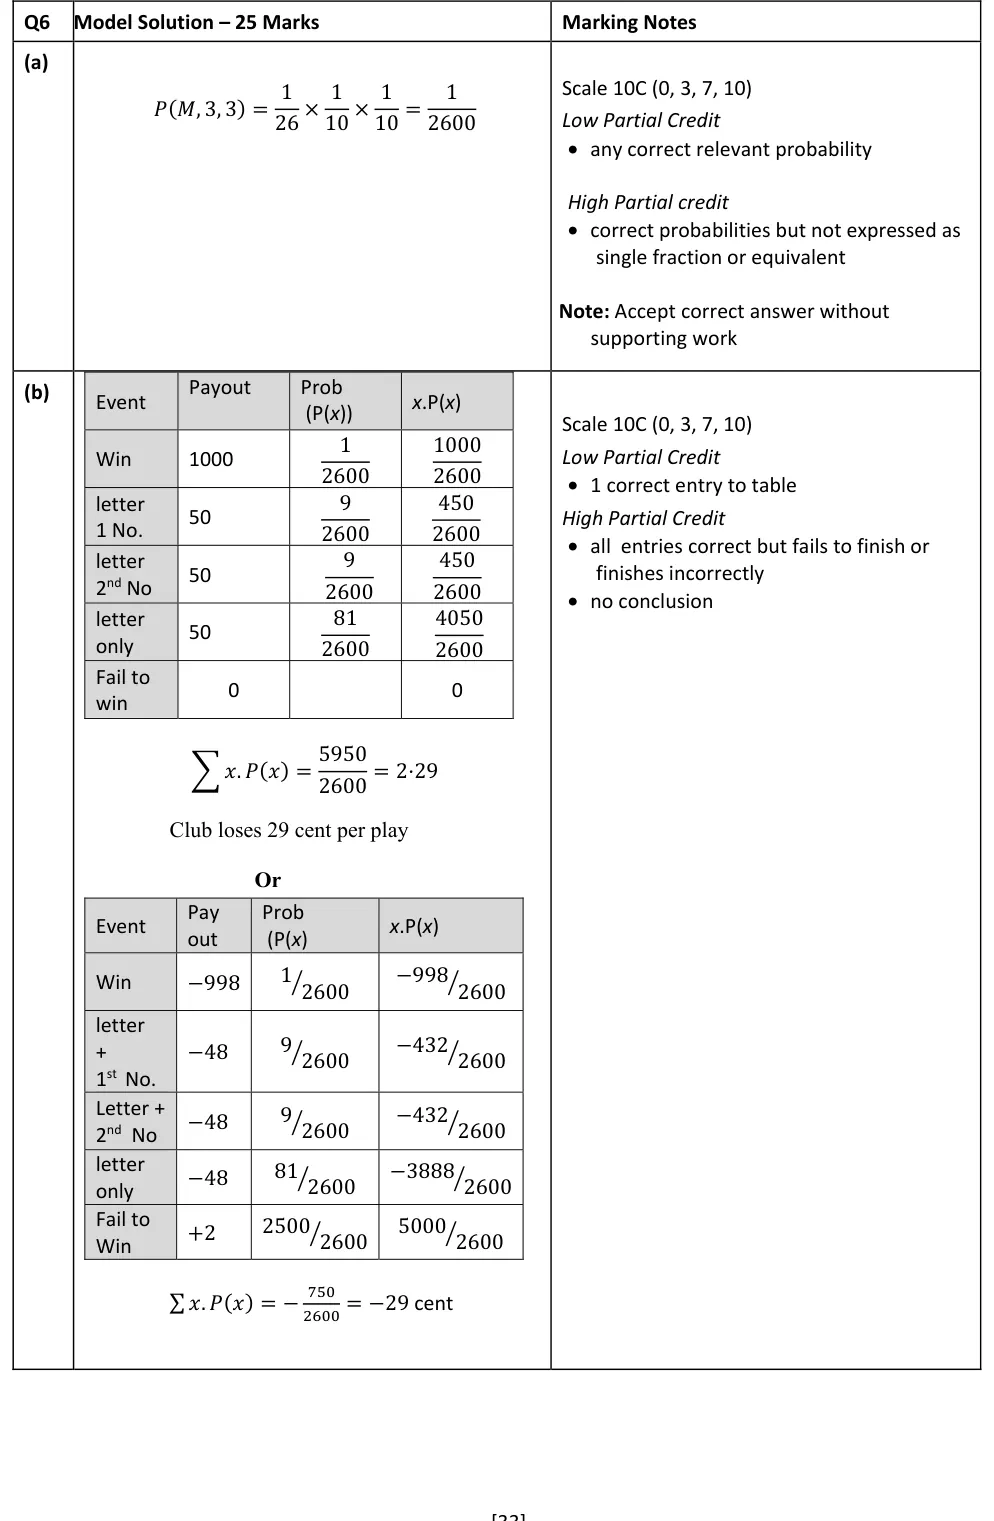 Q6 Model Solution – 25 Marks Marking Notes
(a)
P(M, 3, 3) = 1/26 × 1/10 × 1/10 = 1/2600
Scale 10C (0, 3, 7, 10)
Low Partial Credit
• any correct relevant probability
High Partial credit
• correct probabilities but not expressed as
single fraction or equivalent
Note: Accept correct answer without
supporting work
(b)
Event Payout Prob (P(x)) x.P(x)
Win 1000 1/2600 1000/2600
letter 1 No. 50 9/2600 450/2600
letter 2nd No 50 9/2600 450/2600
letter only 50 81/2600 4050/2600
Fail to win 0 0
∑ x. P(x) = 5950/2600 = 2·29
Club loses 29 cent per play
Or
Event Pay out Prob (P(x) x.P(x)
Win −998 1/2600 −998/2600
letter + 1st No. −48 9/2600 −432/2600
Letter + 2nd No −48 9/2600 −432/2600
letter only −48 81/2600 −3888/2600
Fail to Win +2 2500/2600 5000/2600
∑ x. P(x) = − 750/2600 = −29 cent
Scale 10C (0, 3, 7, 10)
Low Partial Credit
• 1 correct entry to table
High Partial Credit
• all entries correct but fails to finish or
finishes incorrectly
• no conclusion